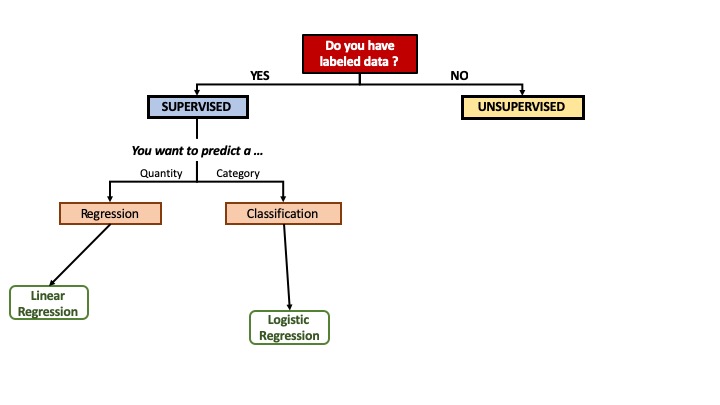 Do you have
labeled data ?
YES
NO
SUPERVISED
UNSUPERVISED
You want to predict a ...
Quantity
Category
Regression
Classification
Linear
Regression
Logistic
Regression